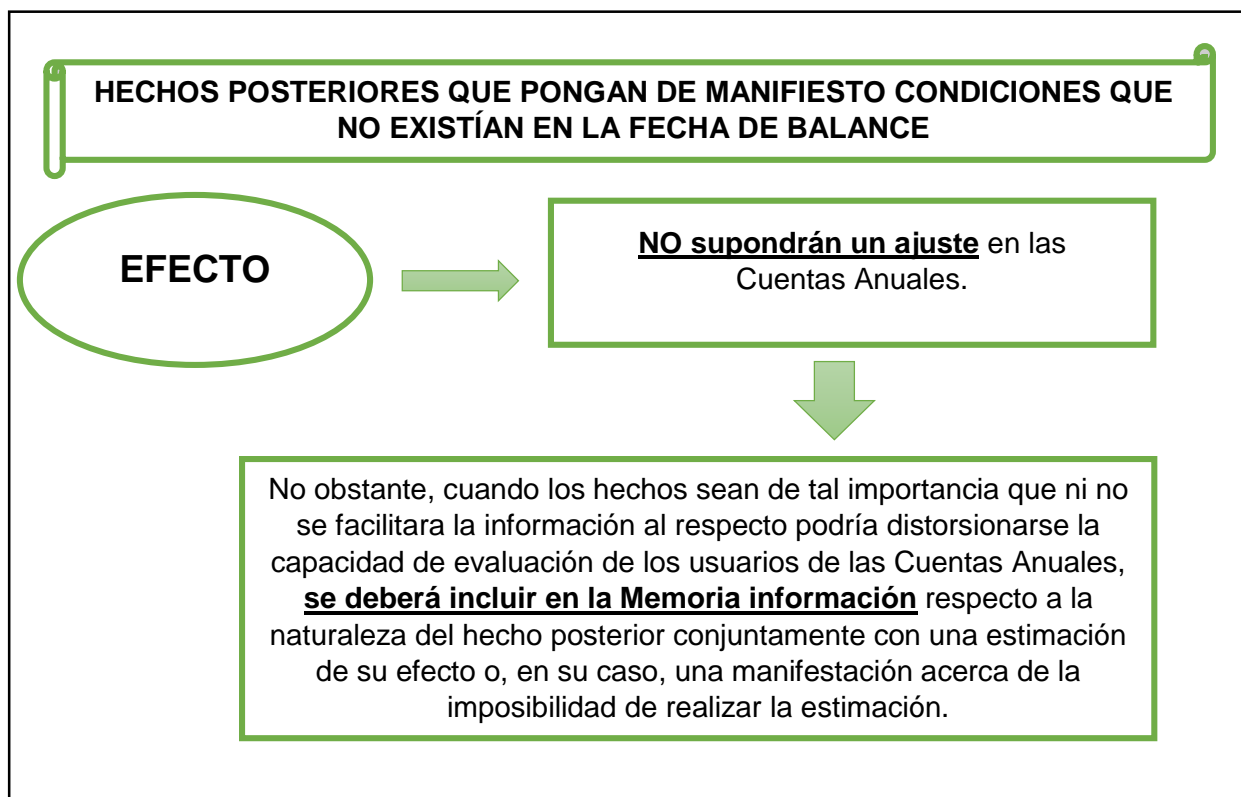 HECHOS POSTERIORES QUE PONGAN DE MANIFIESTO CONDICIONES QUE
NO EXISTÍAN EN LA FECHA DE BALANCE
EFECTO
NO supondrán un ajuste en las
Cuentas Anuales.
No obstante, cuando los hechos sean de tal importancia que ni no
se facilitara la información al respecto podría distorsionarse la
capacidad de evaluación de los usuarios de las Cuentas Anuales,
se deberá incluir en la Memoria información respecto a la
naturaleza del hecho posterior conjuntamente con una estimación
de su efecto o, en su caso, una manifestación acerca de la
imposibilidad de realizar la estimación.